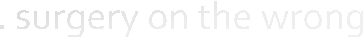 . surgery on the wrong